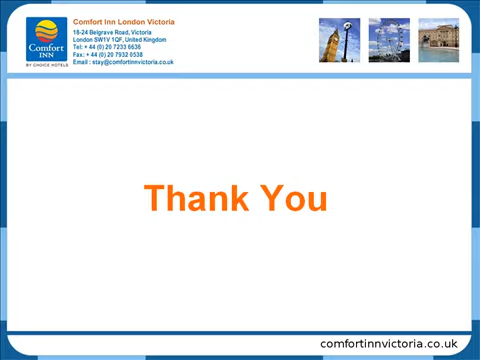 Comfort Inn London Victoria
18-24 Belgrave Road, Victoria
London SW1V 1QF, United Kingdom
Tel: + 44 (0) 20 7233 6636
Fax: + 44 (0) 20 7932 0538
Email : stay@comfortinnvictoria.co.uk
Comfort
INN
BY CHOICE HOTELS
Thank You
comfortinnvictoria.co.uk